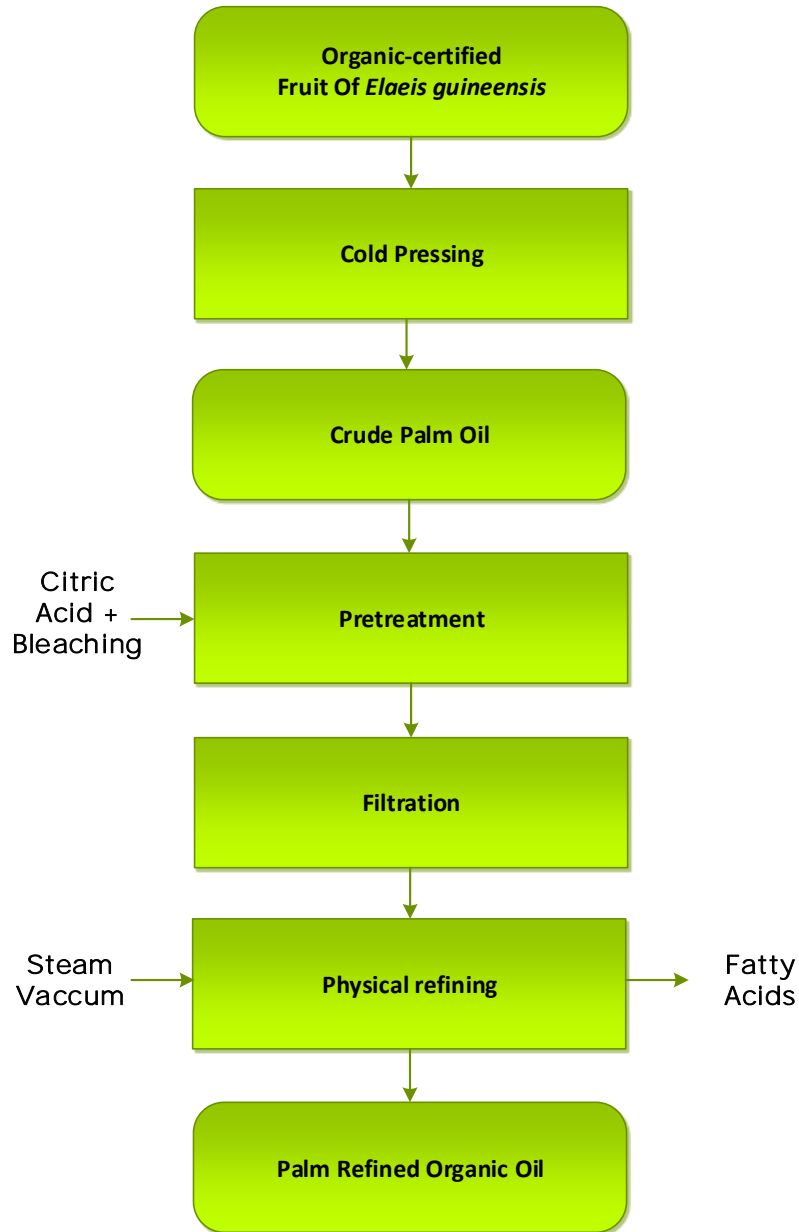 Organic-certified
Fruit Of Elaeis guineensis
Cold Pressing
Crude Palm Oil
Citric
Acid +
Bleaching
Pretreatment
Filtration
Steam
Vaccum
Physical refining
Fatty
Acids
Palm Refined Organic Oil